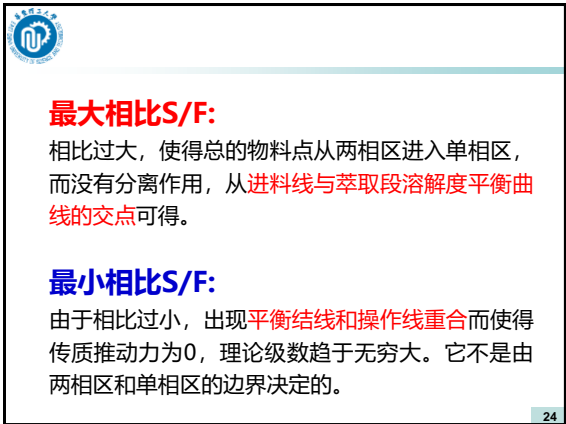 最大相比S/F:
相比过大，使得总的物料点从两相区进入单相区，
而没有分离作用，从进料线与萃取段溶解度平衡曲
线的交点可得。
最小相比S/F:
由于相比过小，出现平衡结线和操作线重合而使得
传质推动力为0，理论级数趋于无穷大。它不是由
两相区和单相区的边界决定的。
24